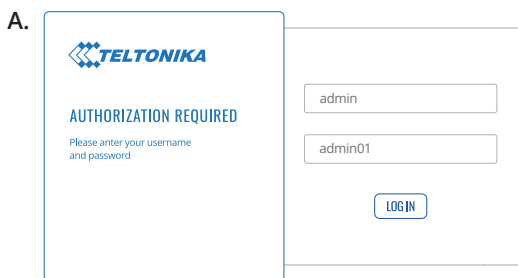 A.
TELTONIKA
AUTHORIZATION REQUIRED
Please anter your username
and password
admin
admin01
LOG IN